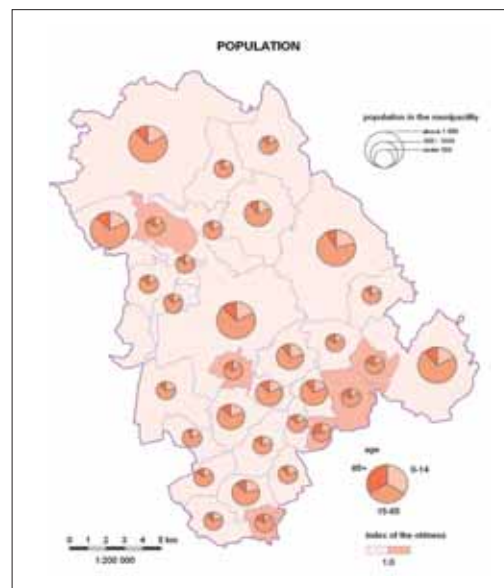 POPULATION
population in the municipality
above 1 000
under 500
age
65+
0-14
15-65
0 1 2 3 4 5 km
1:200 000
Index of the oldness
1.0